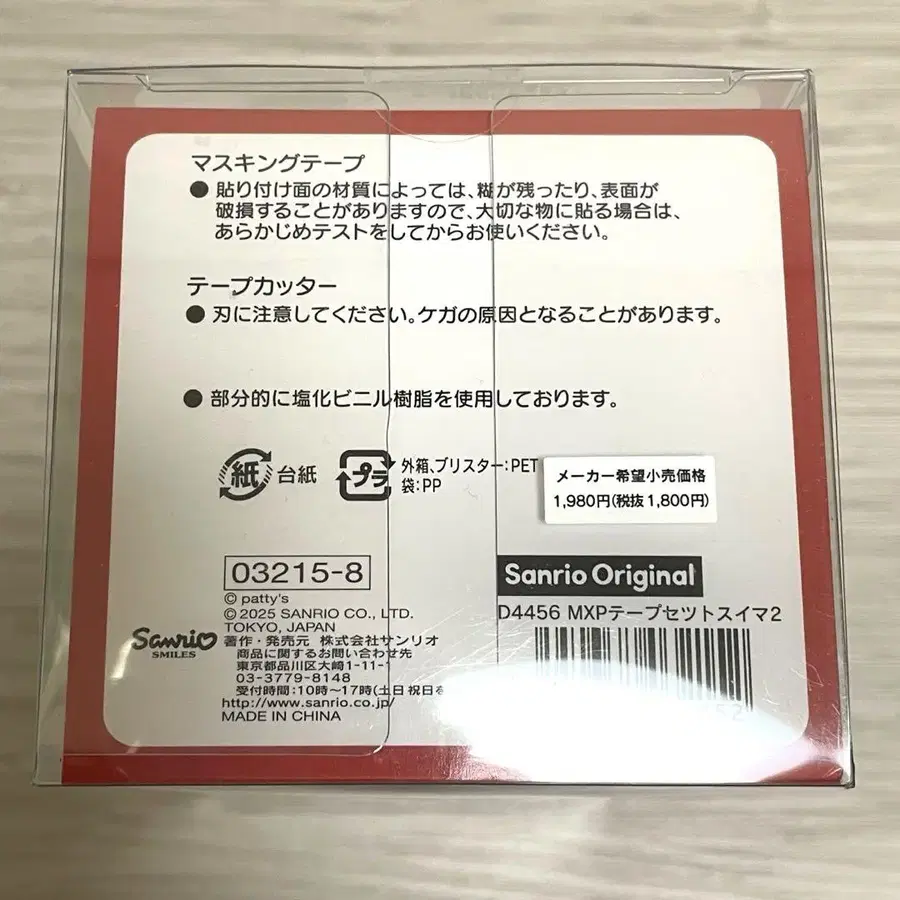 マスキングテープ
● 貼り付け面の材質によっては、糊が残ったり、表面が
破損することがありますので、大切な物に貼る場合は、
あらかじめテストをしてからお使いください。
テープカッター
● 刃に注意してください。ケガの原因となることがあります。
● 部分的に塩化ビニル樹脂を使用しております。
紙 台紙
プラ 外箱、ブリスター:PET
袋:PP
メーカー希望小売価格
1,980円(税抜1,800円)
03215-8
© patty's
© 2025 SANRIO CO., LTD.
TOKYO, JAPAN
Sanrio
SMILES
著作・発売元 株式会社サンリオ
商品に関するお問い合わせ先
東京都品川区大崎1-11-1
03-3779-8148
受付時間:10時~17時(土日祝日を
http://www.sanrio.co.jp/
MADE IN CHINA
Sanrio Original
D4456 MXPテープセツトスイマ2